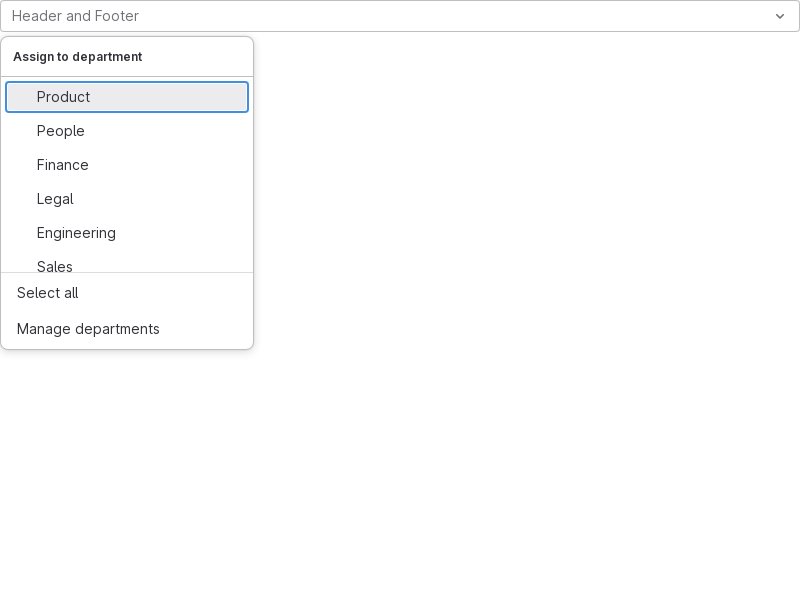 Header and Footer
Assign to department
Product
People
Finance
Legal
Engineering
Sales
Select all
Manage departments